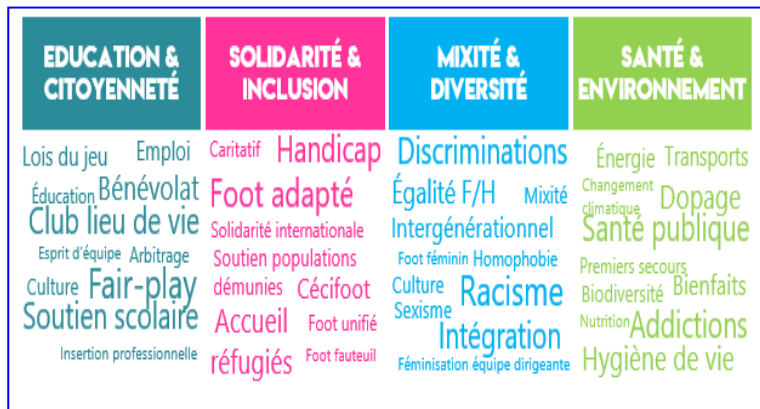 EDUCATION &
CITOYENNETÉ
Lois du jeu Emploi
Éducation Bénévolat
Club lieu de vie
Esprit d'équipe Arbitrage
Culture Fair-play
Soutien scolaire
Insertion professionnelle
SOLIDARITÉ &
INCLUSION
Caritatif Handicap
Foot adapté
Solidarité internationale
Soutien populations
démunies Cécifoot
Accueil Foot unifié
réfugiés Foot fauteuil
MIXITÉ &
DIVERSITÉ
Discriminations
Égalité F/H Mixité
Intergénérationnel
Foot féminin Homophobie
Culture Racisme
Sexisme
Intégration
Féminisation équipe dirigeante
SANTÉ &
ENVIRONNEMENT
Énergie Transports
Changement
climatique Dopage
Santé publique
Premiers secours
Biodiversité Bienfaits
Nutrition Addictions
Hygiène de vie